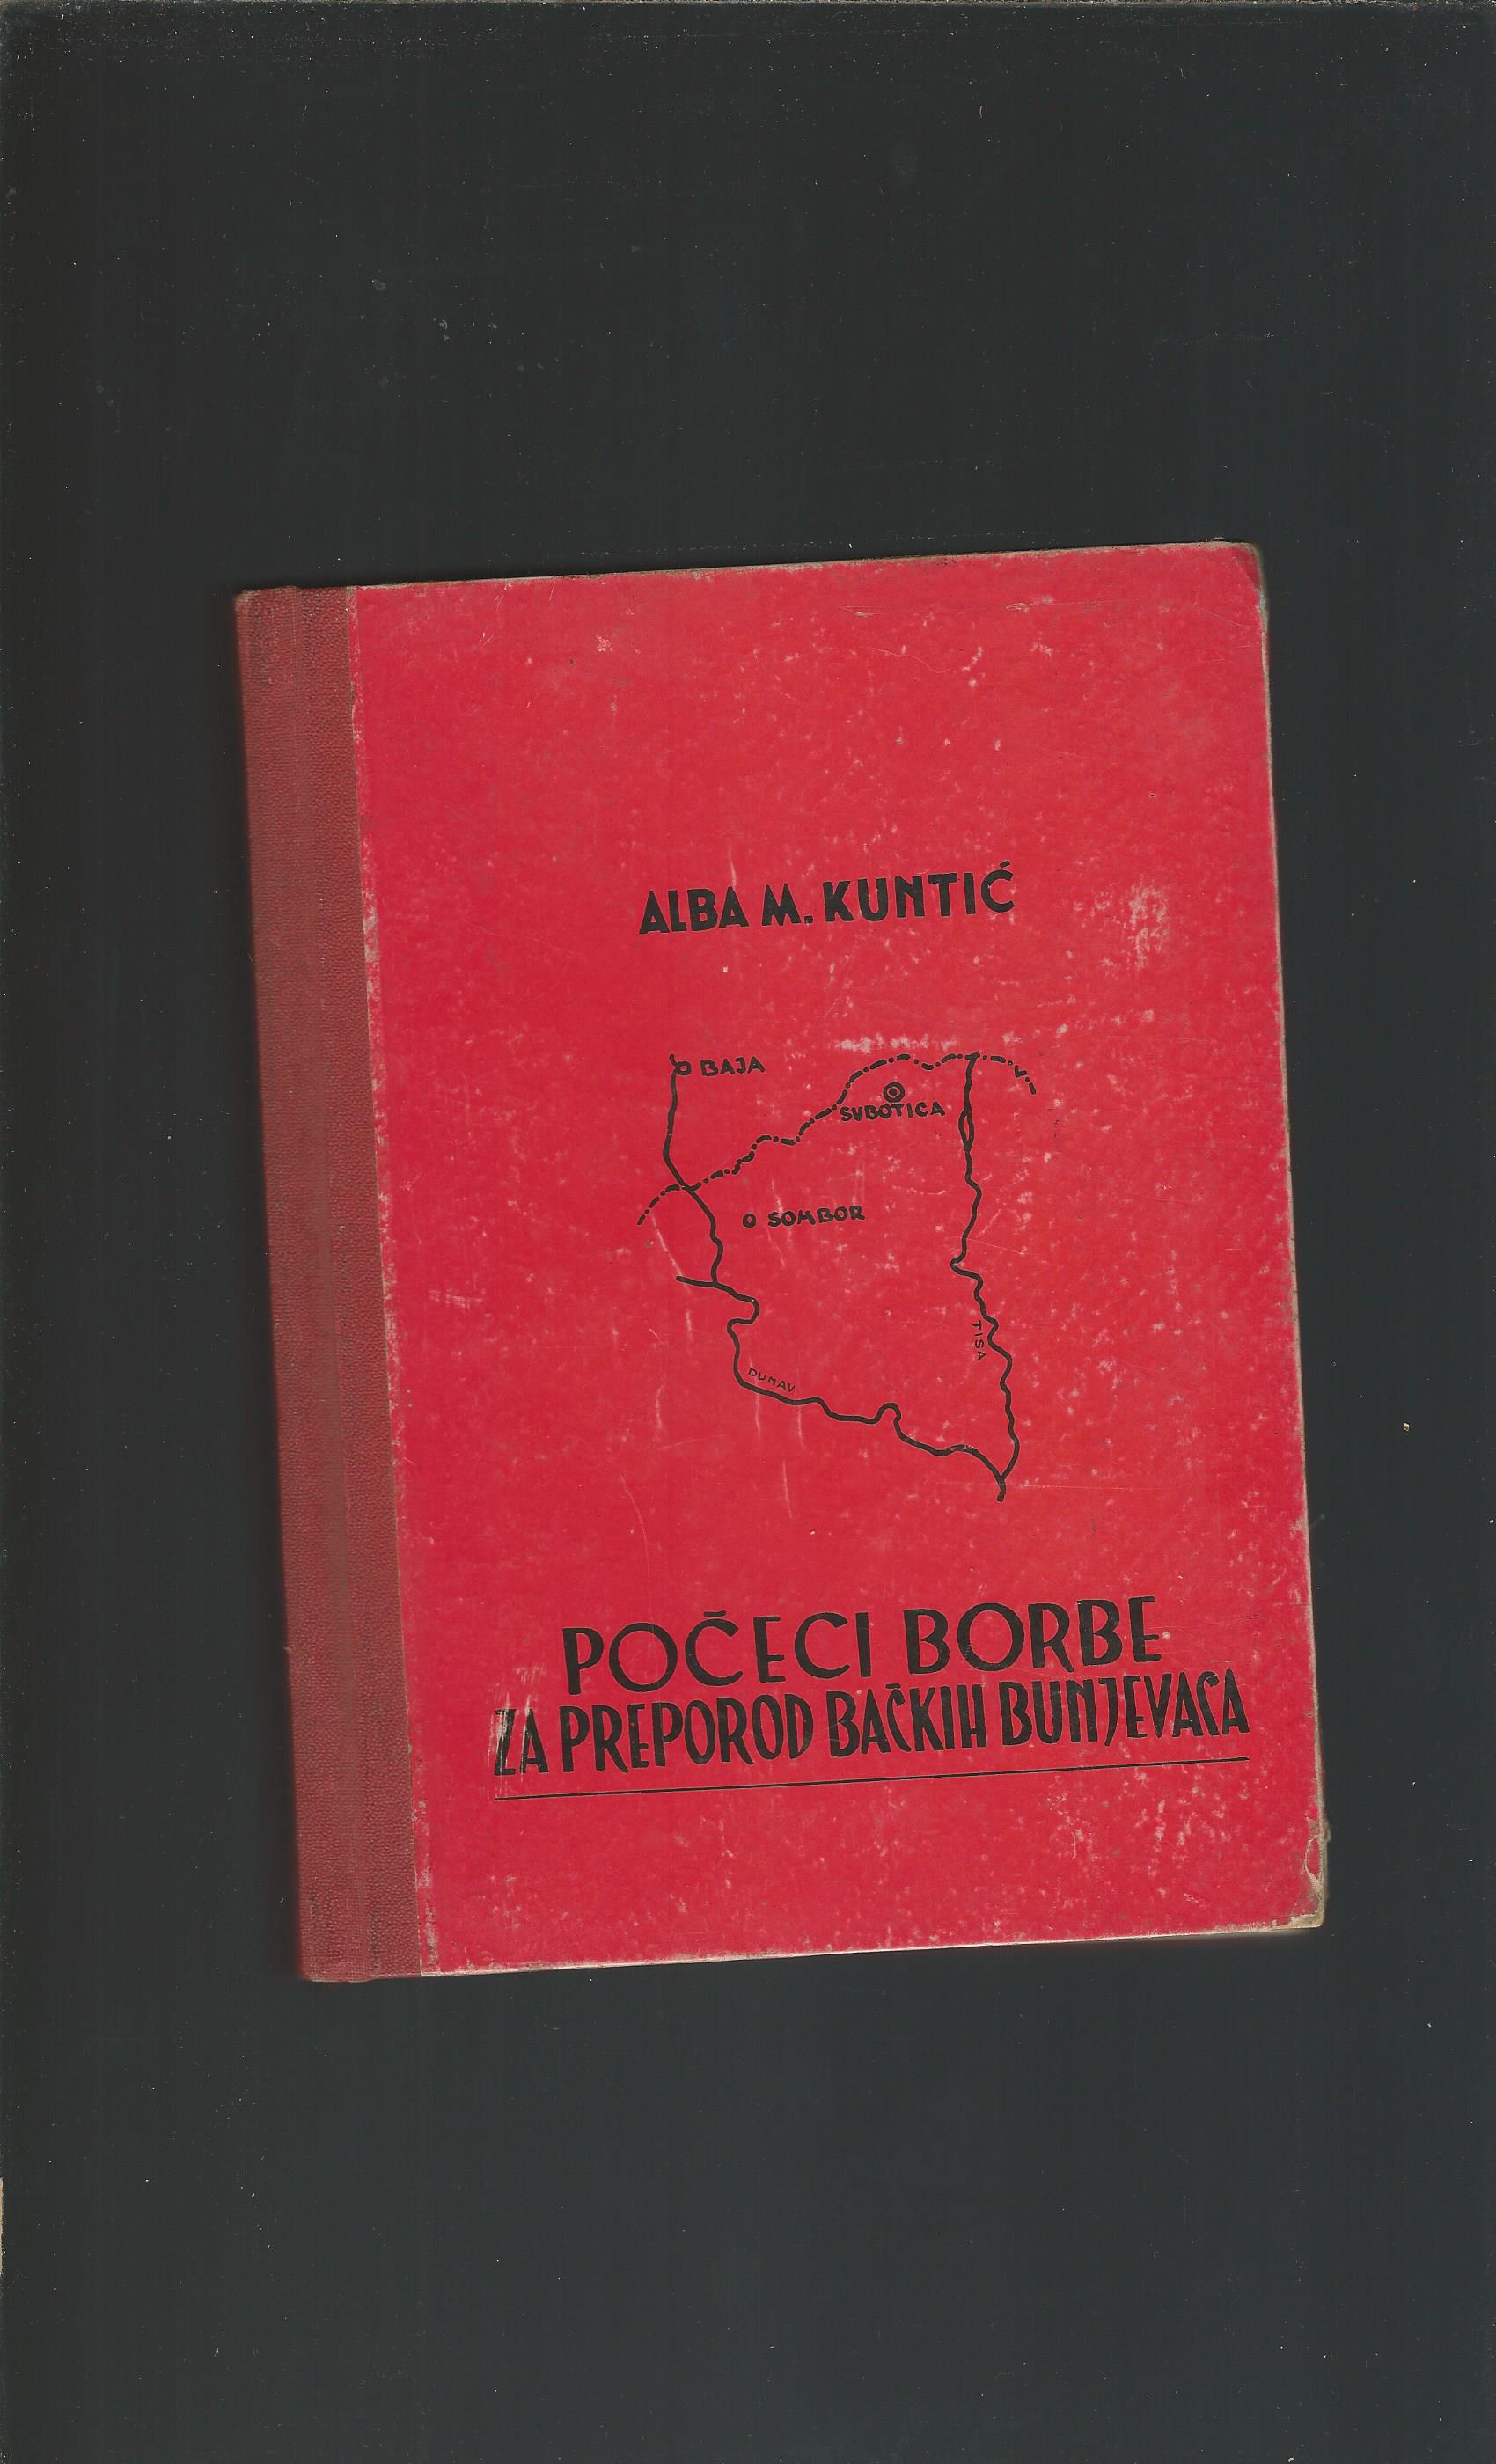 ALBA M. KUNTIĆ
BAJA
SUBOTICA
SOMBOR
TISA
DUNAV
POČECI BORBE
ZA PREPOROD BAČKIH BUNJEVACA